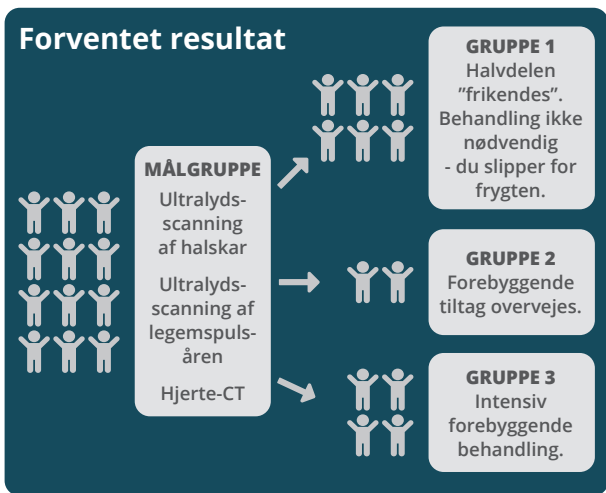 Forventet resultat
MÅLGRUPPE
Ultralyds-
scanning
af halskar
Ultralyds-
scanning af
legemspuls-
åren
Hjerte-CT
GRUPPE 1
Halvdelen
”frikendes”.
Behandling ikke
nødvendig
- du slipper for
frygten.
GRUPPE 2
Forebyggende
tiltag overvejes.
GRUPPE 3
Intensiv
forebyggende
behandling.